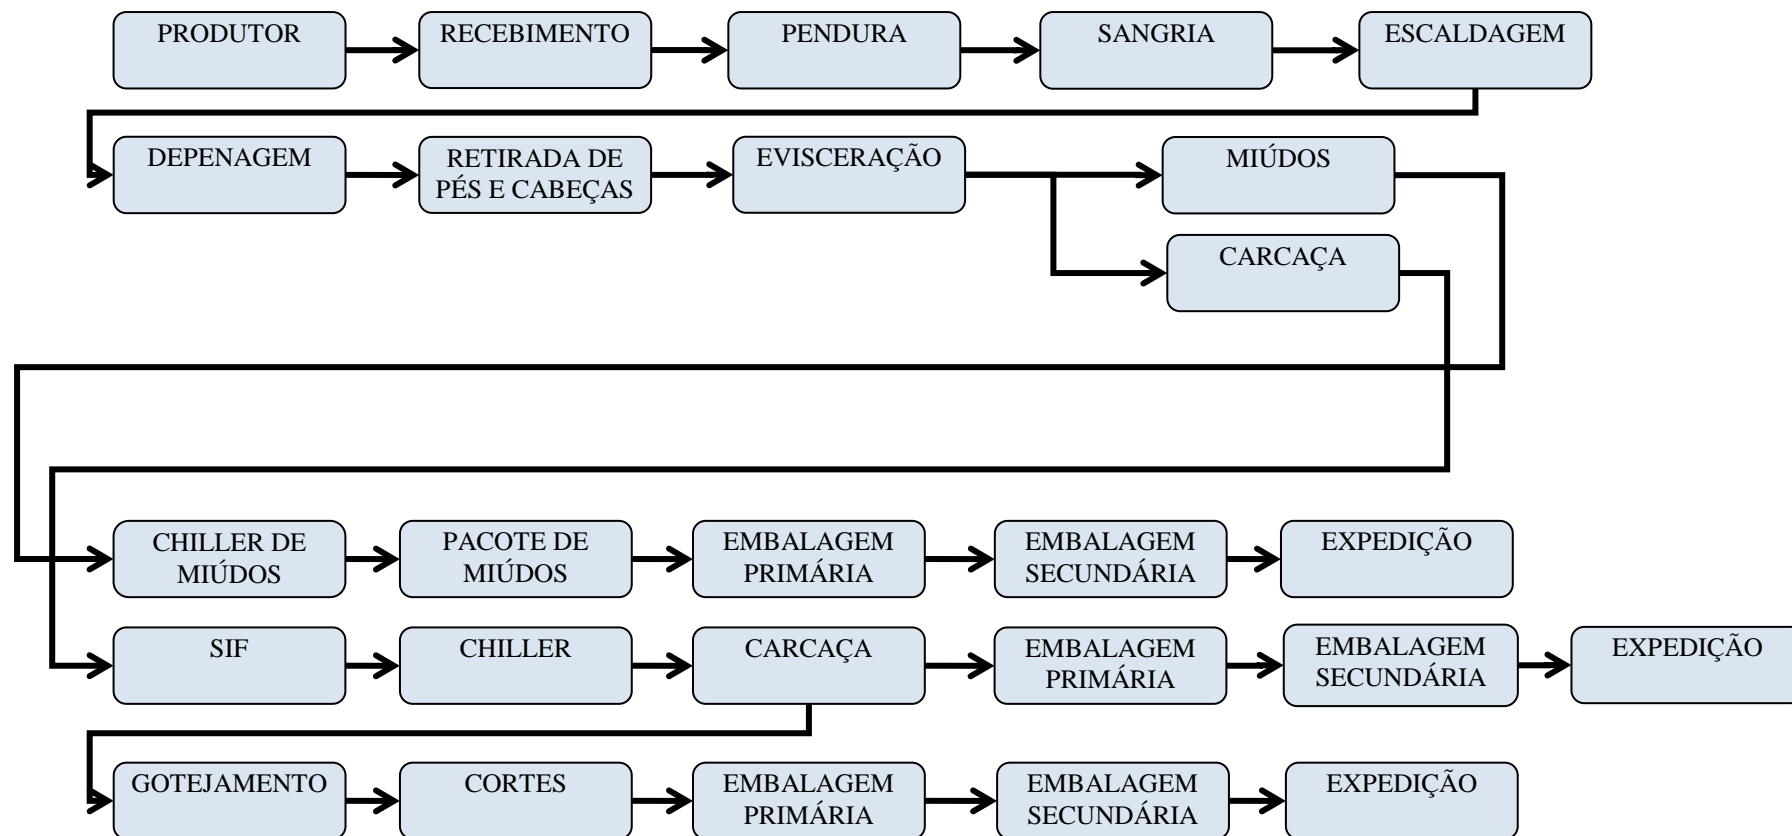 PRODUTOR
RECEBIMENTO
PENDURA
SANGRIA
ESCALDAGEM
DEPENAGEM
RETIRADA DE
PÉS E CABEÇAS
EVISCERAÇÃO
MIÚDOS
CARCAÇA
CHILLER DE
MIÚDOS
PACOTE DE
MIÚDOS
EMBALAGEM
PRIMÁRIA
EMBALAGEM
SECUNDÁRIA
EXPEDIÇÃO
SIF
CHILLER
CARCAÇA
EMBALAGEM
PRIMÁRIA
EMBALAGEM
SECUNDÁRIA
EXPEDIÇÃO
GOTEJAMENTO
CORTES
EMBALAGEM
PRIMÁRIA
EMBALAGEM
SECUNDÁRIA
EXPEDIÇÃO